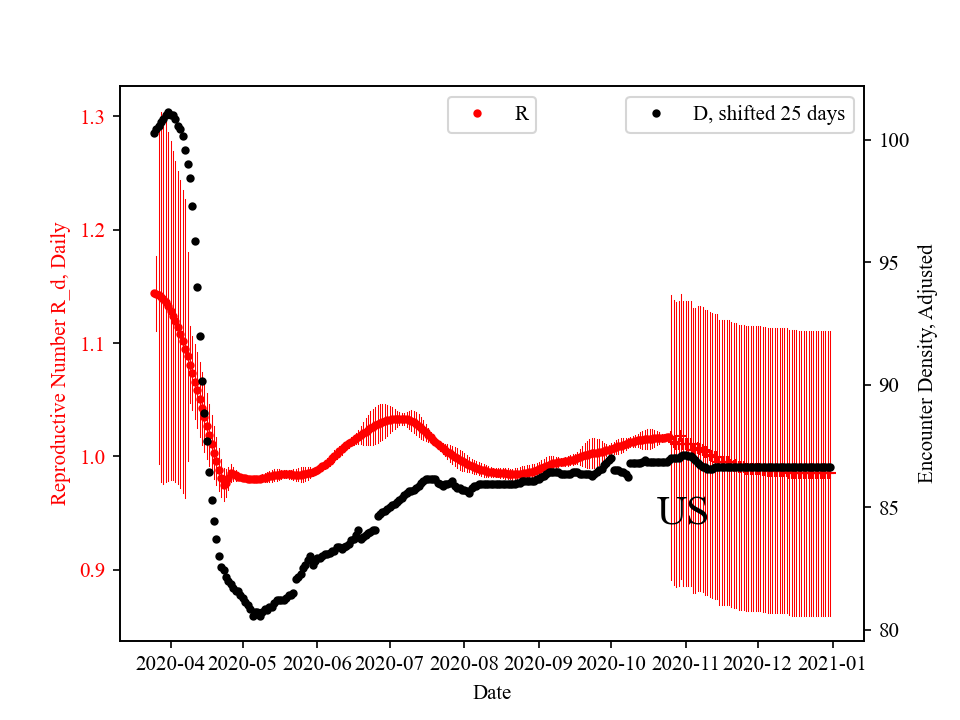 R
D, shifted 25 days
1.3
1.2
1.1
1.0
0.9
Reproductive Number R_d, Daily
100
95
90
85
80
Encounter Density, Adjusted
US
2020-04 2020-05 2020-06 2020-07 2020-08 2020-09 2020-10 2020-11 2020-12 2021-01
Date